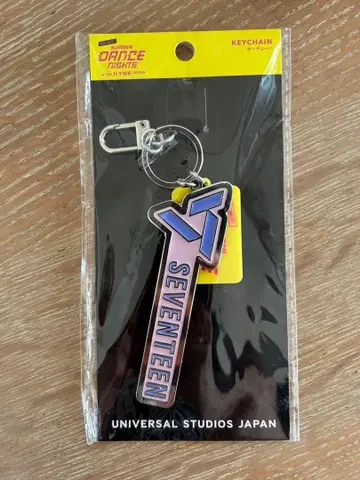 SUMMER
DANCE
NIGHTS
KEYCHAIN
キーチェーン
SEVENTEEN
UNIVERSAL STUDIOS JAPAN